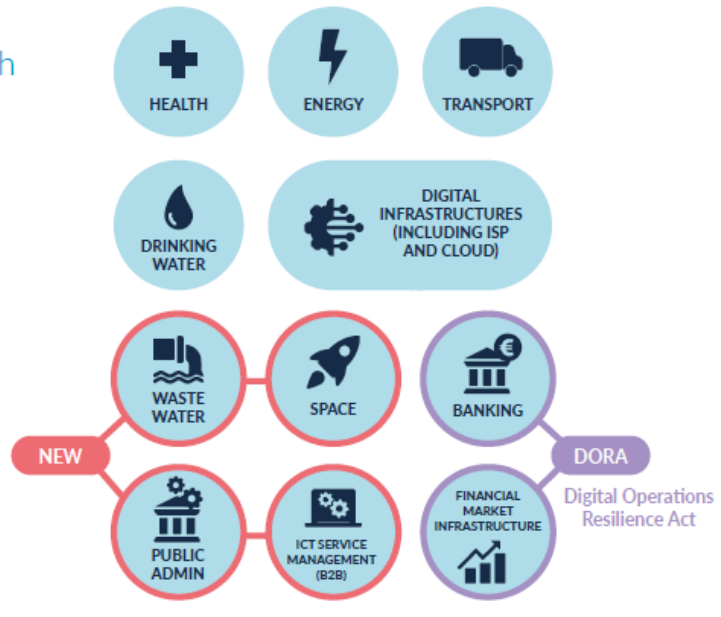 h
HEALTH
ENERGY
TRANSPORT
DRINKING
WATER
DIGITAL
INFRASTRUCTURES
(INCLUDING ISP
AND CLOUD)
WASTE
WATER
SPACE
BANKING
NEW
DORA
Digital Operations
Resilience Act
PUBLIC
ADMIN
ICT SERVICE
MANAGEMENT
(B2B)
FINANCIAL
MARKET
INFRASTRUCTURE